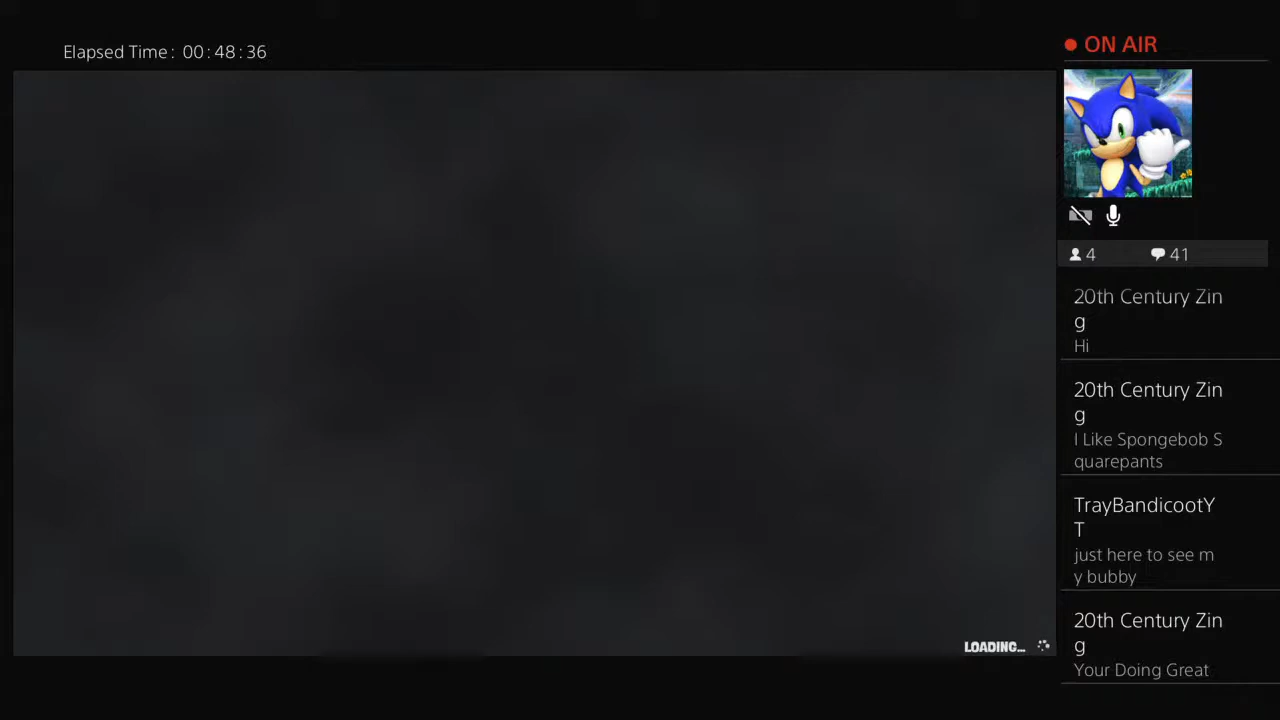 Elapsed Time: 00:48:36
ON AIR
4 41
20th Century Zin
g
Hi
20th Century Zin
g
I Like Spongebob S
quarepants
TrayBandicootY
T
just here to see m
y bubby
20th Century Zin
g
Your Doing Great
LOADING...